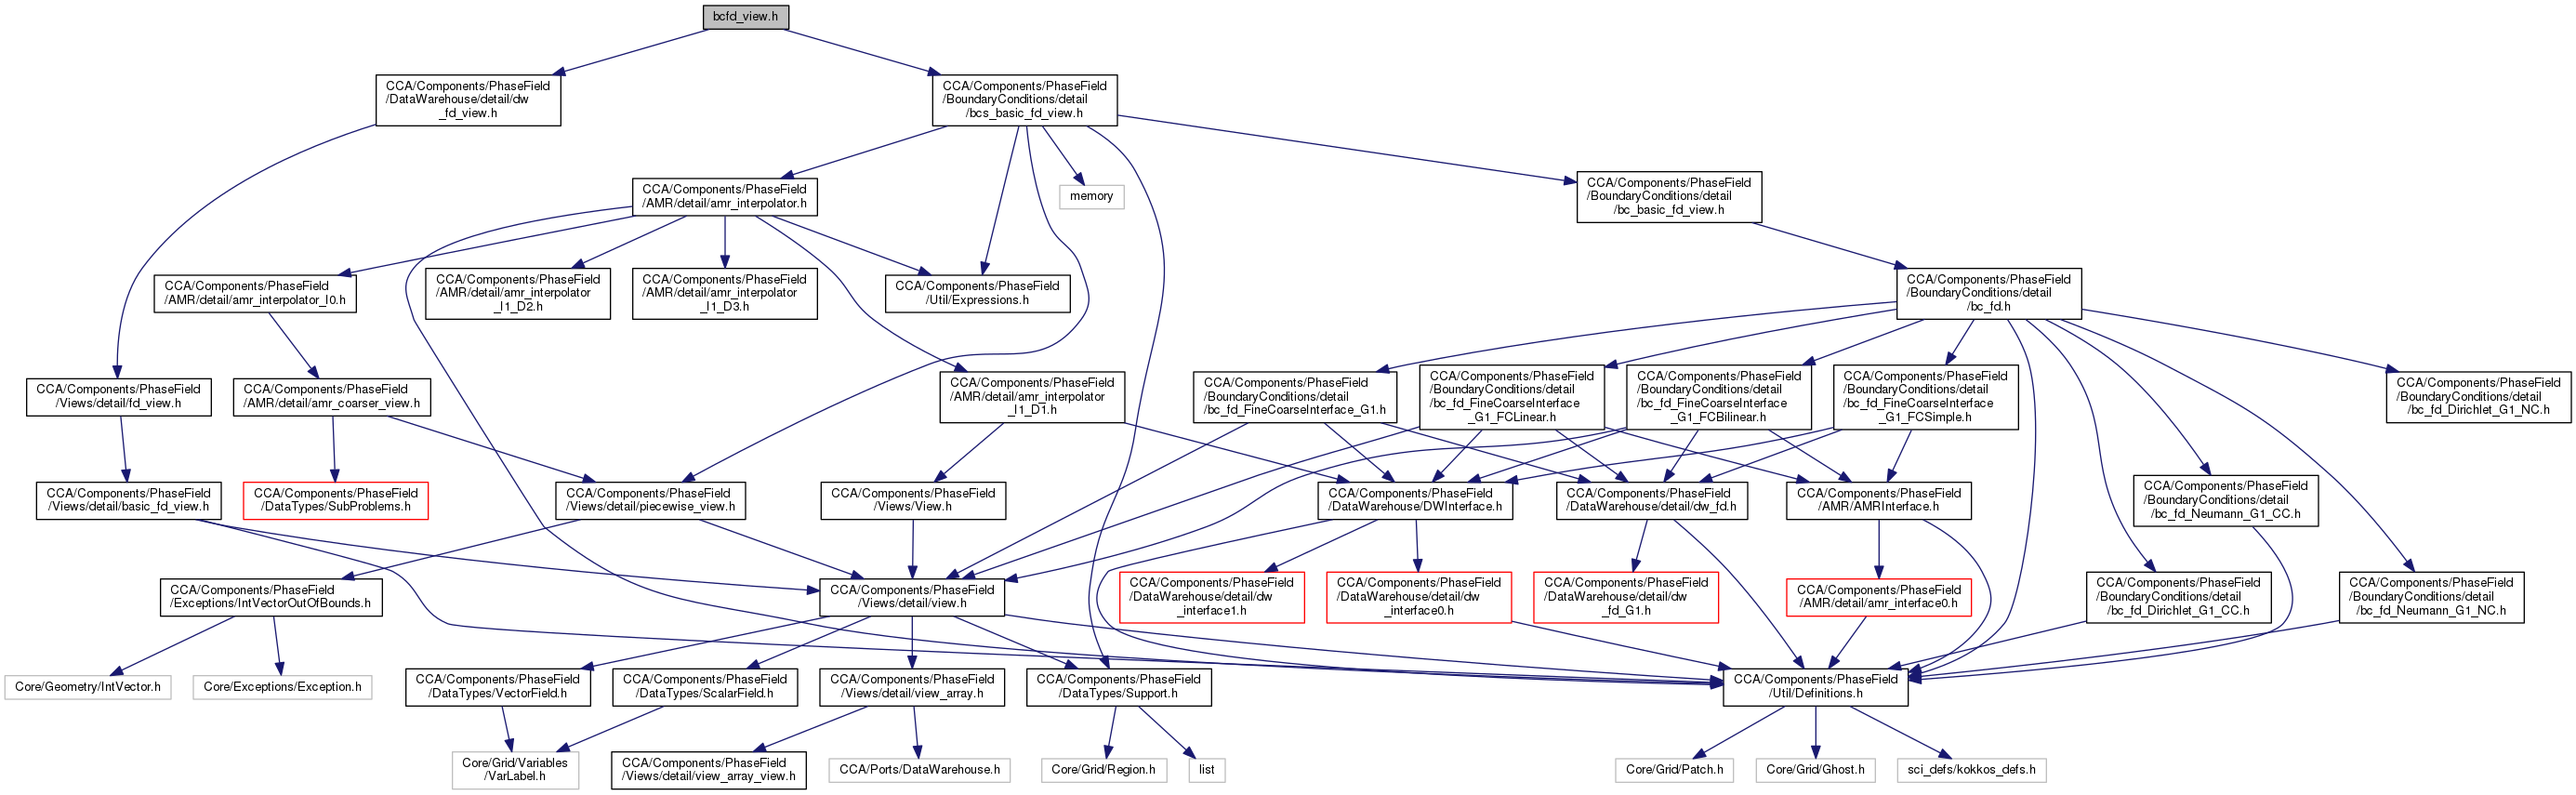 bcfd_view.h
CCA/Components/PhaseField
/DataWarehouse/detail/dw
_fd_view.h
CCA/Components/PhaseField
/BoundaryConditions/detail
/bcs_basic_fd_view.h
CCA/Components/PhaseField
/AMR/detail/amr_interpolator.h
memory
CCA/Components/PhaseField
/BoundaryConditions/detail
/bc_basic_fd_view.h
CCA/Components/PhaseField
/AMR/detail/amr_interpolator_I0.h
CCA/Components/PhaseField
/AMR/detail/amr_interpolator
_I1_D2.h
CCA/Components/PhaseField
/AMR/detail/amr_interpolator
_I1_D3.h
CCA/Components/PhaseField
/Util/Expressions.h
CCA/Components/PhaseField
/BoundaryConditions/detail
/bc_fd.h
CCA/Components/PhaseField
/Views/detail/fd_view.h
CCA/Components/PhaseField
/AMR/detail/amr_coarser_view.h
CCA/Components/PhaseField
/AMR/detail/amr_interpolator
_I1_D1.h
CCA/Components/PhaseField
/BoundaryConditions/detail
/bc_fd_FineCoarseInterface_G1.h
CCA/Components/PhaseField
/BoundaryConditions/detail
/bc_fd_FineCoarseInterface
_G1_FCLinear.h
CCA/Components/PhaseField
/BoundaryConditions/detail
/bc_fd_FineCoarseInterface
_G1_FCBilinear.h
CCA/Components/PhaseField
/BoundaryConditions/detail
/bc_fd_FineCoarseInterface
_G1_FCSimple.h
CCA/Components/PhaseField
/BoundaryConditions/detail
/bc_fd_Dirichlet_G1_NC.h
CCA/Components/PhaseField
/Views/detail/basic_fd_view.h
CCA/Components/PhaseField
/DataTypes/SubProblems.h
CCA/Components/PhaseField
/Views/detail/piecewise_view.h
CCA/Components/PhaseField
/Views/View.h
CCA/Components/PhaseField
/DataWarehouse/DWInterface.h
CCA/Components/PhaseField
/DataWarehouse/detail/dw_fd.h
CCA/Components/PhaseField
/AMR/AMRInterface.h
CCA/Components/PhaseField
/BoundaryConditions/detail
/bc_fd_Neumann_G1_CC.h
CCA/Components/PhaseField
/Exceptions/IntVectorOutOfBounds.h
CCA/Components/PhaseField
/Views/detail/view.h
CCA/Components/PhaseField
/DataWarehouse/detail/dw
_interface1.h
CCA/Components/PhaseField
/DataWarehouse/detail/dw
_interface0.h
CCA/Components/PhaseField
/DataWarehouse/detail/dw
_fd_G1.h
CCA/Components/PhaseField
/AMR/detail/amr_interface0.h
CCA/Components/PhaseField
/BoundaryConditions/detail
/bc_fd_Dirichlet_G1_CC.h
CCA/Components/PhaseField
/BoundaryConditions/detail
/bc_fd_Neumann_G1_NC.h
Core/Geometry/IntVector.h
Core/Exceptions/Exception.h
CCA/Components/PhaseField
/DataTypes/VectorField.h
CCA/Components/PhaseField
/DataTypes/ScalarField.h
CCA/Components/PhaseField
/Views/detail/view_array.h
CCA/Components/PhaseField
/DataTypes/Support.h
CCA/Components/PhaseField
/Util/Definitions.h
Core/Grid/Variables
/VarLabel.h
CCA/Components/PhaseField
/Views/detail/view_array_view.h
CCA/Ports/DataWarehouse.h
Core/Grid/Region.h
list
Core/Grid/Patch.h
Core/Grid/Ghost.h
sci_defs/kokkos_defs.h